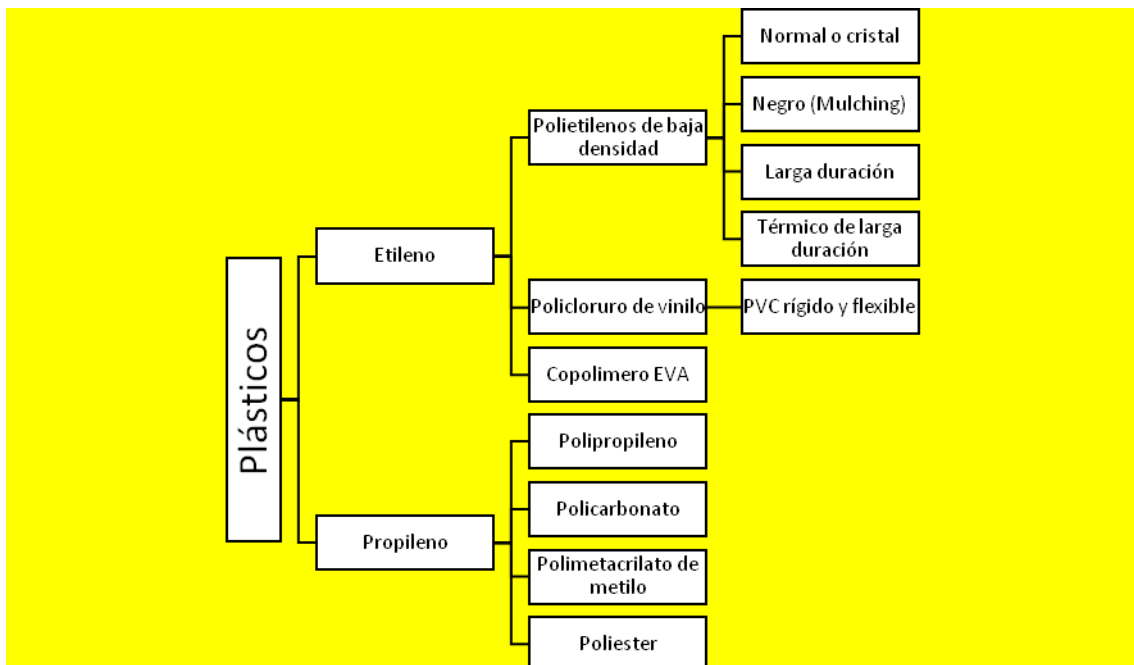 Plásticos
Etileno
Polietilenos de baja
densidad
Normal o cristal
Negro (Mulching)
Larga duración
Térmico de larga
duración
Policloruro de vinilo
PVC rígido y flexible
Copolimero EVA
Propileno
Polipropileno
Policarbonato
Polimetacrilato de
metilo
Poliester